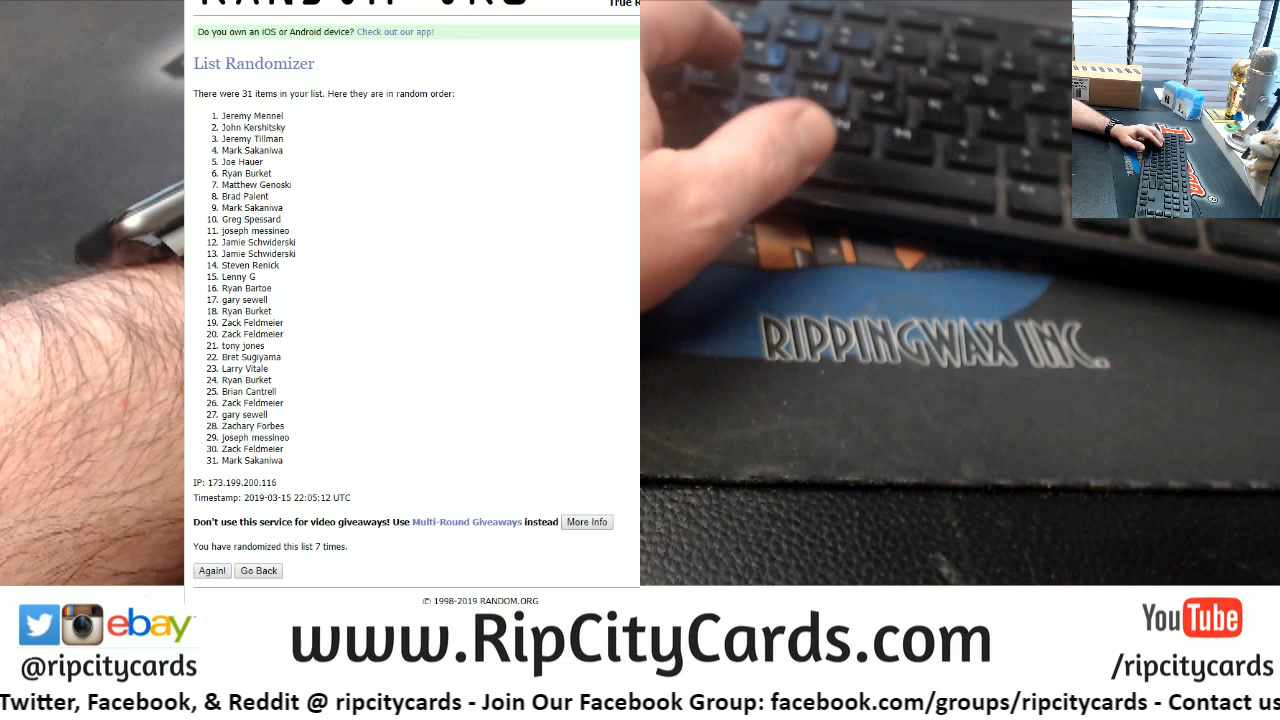 RANDOM.ORG
True R
Do you own an iOS or Android device? Check out our app!
List Randomizer
There were 31 items in your list. Here they are in random order:
1. Jeremy Mennel
2. John Kershitsky
3. Jeremy Tillman
4. Mark Sakaniwa
5. Joe Hauer
6. Ryan Burket
7. Matthew Genoski
8. Brad Palent
9. Mark Sakaniwa
10. Greg Spessard
11. joseph messineo
12. Jamie Schwiderski
13. Jamie Schwiderski
14. Steven Renick
15. Lenny G
16. Ryan Bartoe
17. gary sewell
18. Ryan Burket
19. Zack Feldmeier
20. Zack Feldmeier
21. tony jones
22. Bret Sugiyama
23. Larry Vitale
24. Ryan Burket
25. Brian Cantrell
26. Zack Feldmeier
27. gary sewell
28. Zachary Forbes
29. joseph messineo
30. Zack Feldmeier
31. Mark Sakaniwa
IP: 173.199.200.116
Timestamp: 2019-03-15 22:05:12 UTC
Don't use this service for video giveaways! Use Multi-Round Giveaways instead More Info
You have randomized this list 7 times.
Again! Go Back
© 1998-2019 RANDOM.ORG
RIPPINGWAX INC.
ebay
@ripcitycards
www.RipCityCards.com
YouTube
/ripcitycards
Twitter, Facebook, & Reddit @ ripcitycards - Join Our Facebook Group: facebook.com/groups/ripcitycards - Contact us